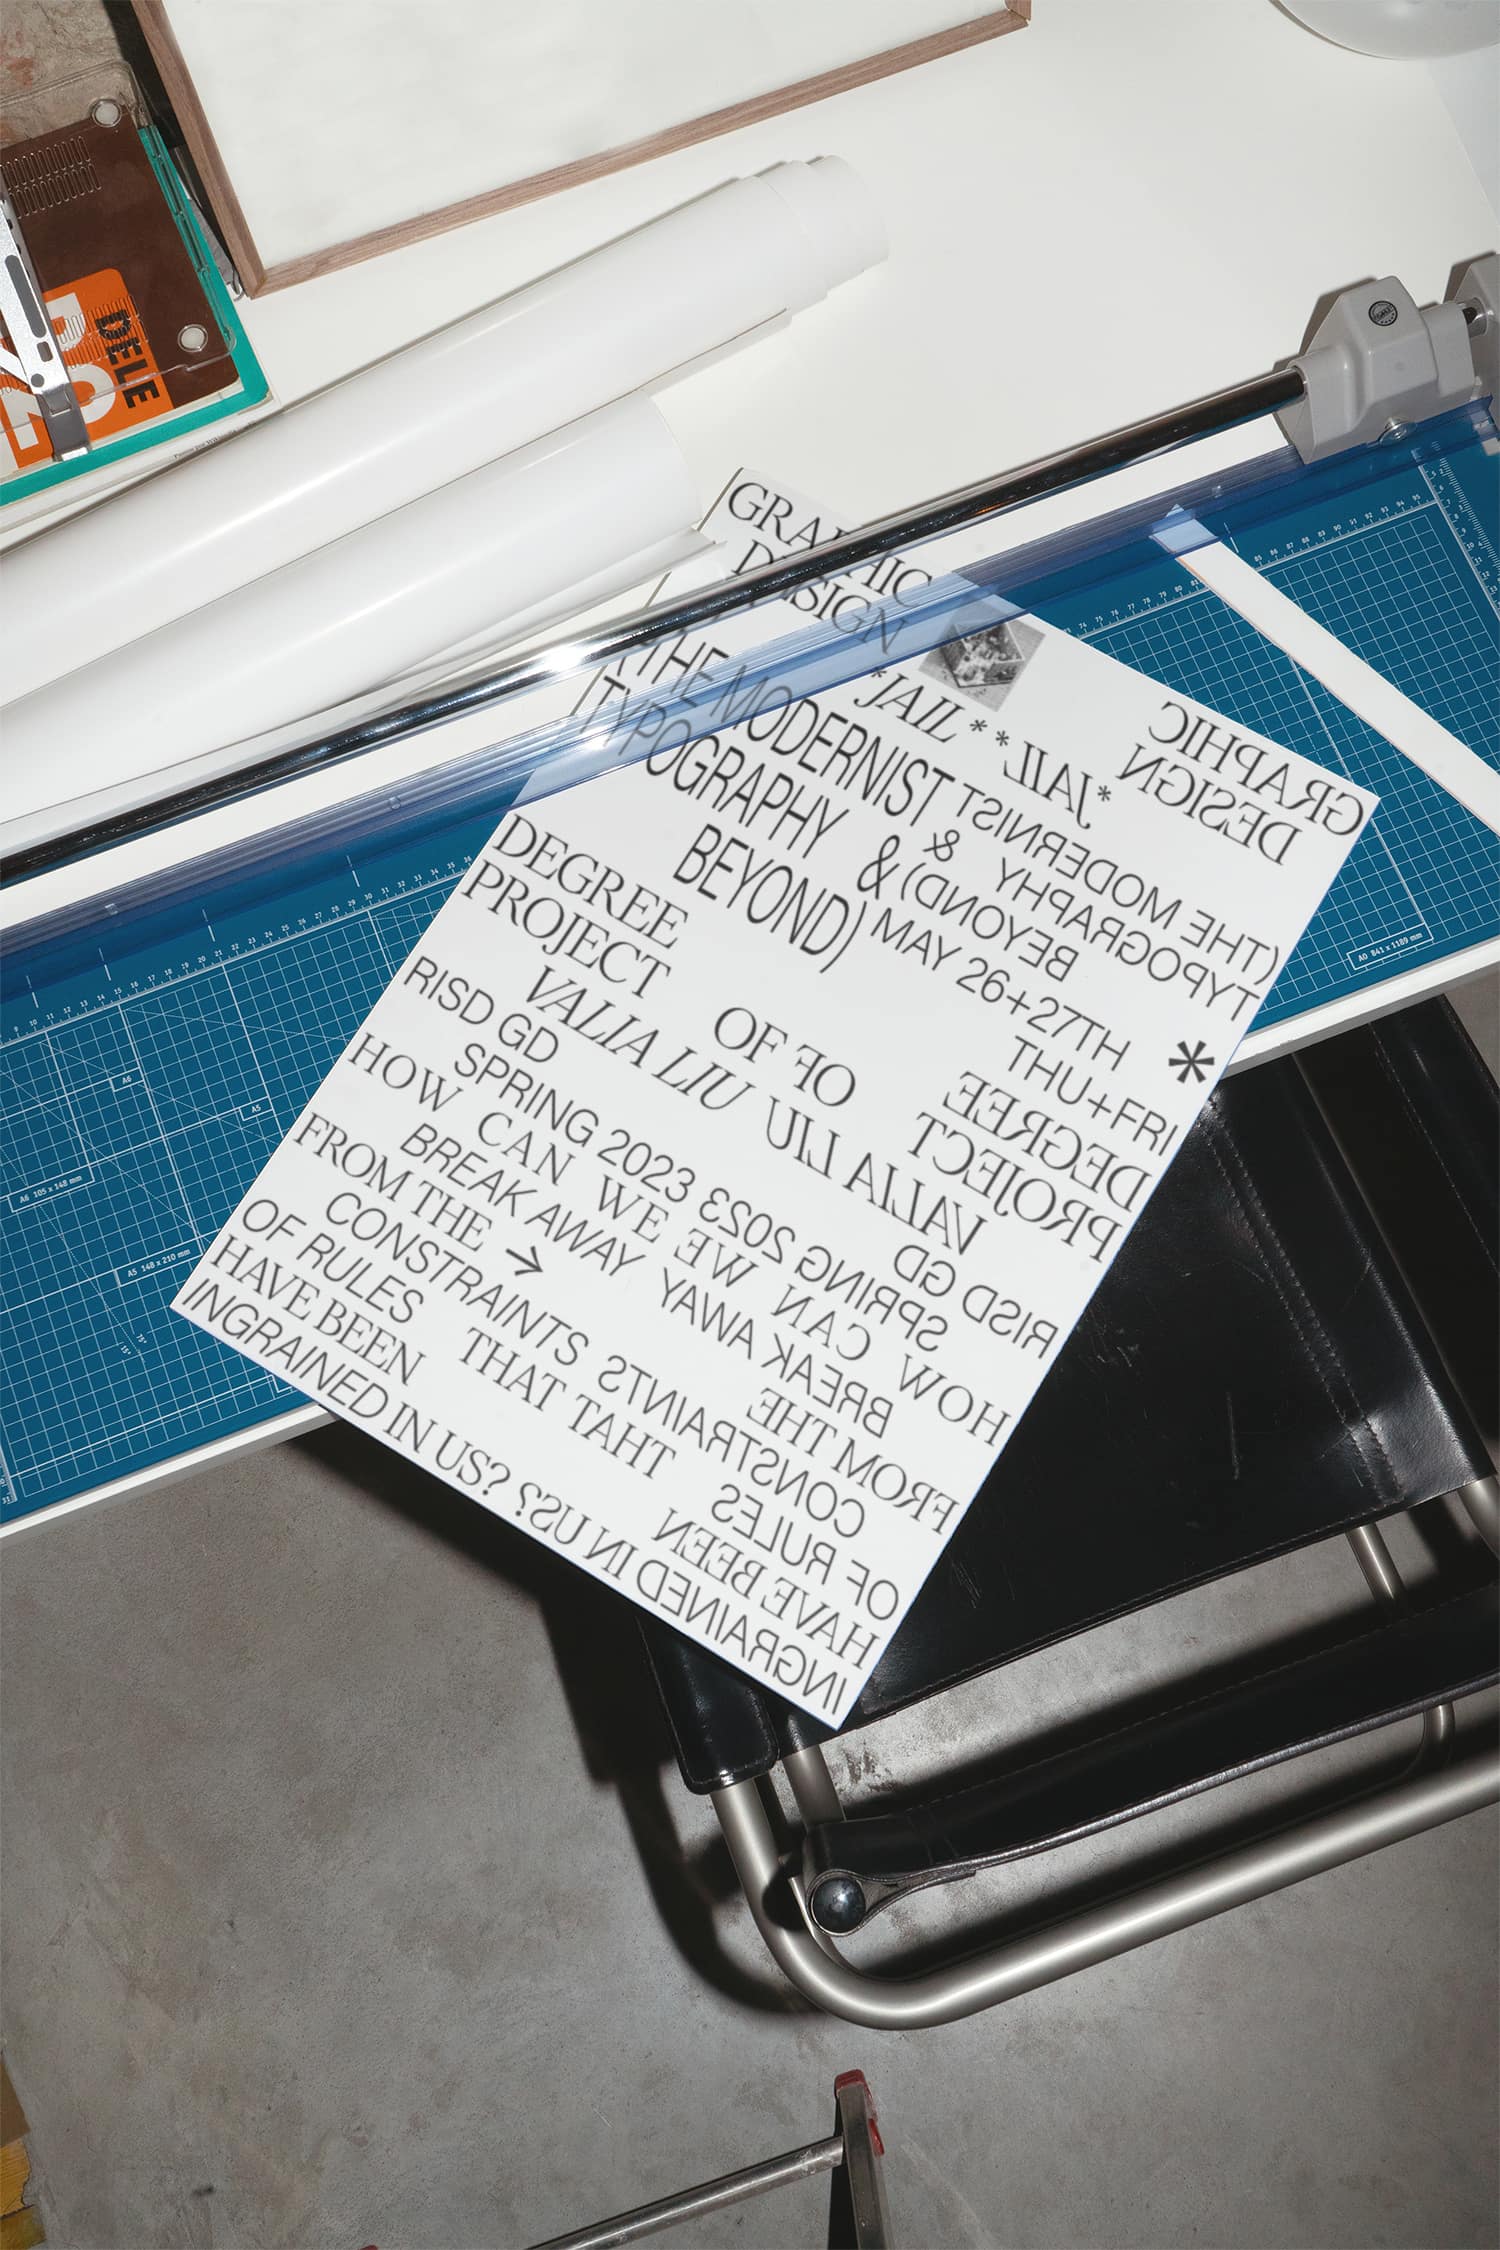 DELE
GRAPHIC GRAPHIC
DESIGN DESIGN
*JAIL* *JAIL*
(THE MODERNIST (THE MODERNIST
TYPOGRAPHY & TYPOGRAPHY &
BEYOND) BEYOND)
MAY 26+27TH
THU+FRI
*
DEGREE DEGREE
PROJECT PROJECT
OF OF
VALIA LIU VALIA LIU
RISD GD RISD GD
SPRING 2023 SPRING 2023
HOW CAN WE HOW CAN WE
BREAK AWAY BREAK AWAY
FROM THE → FROM THE
CONSTRAINTS CONSTRAINTS
OF RULES OF RULES
THAT THAT
HAVE BEEN HAVE BEEN
INGRAINED IN US? INGRAINED IN US?
A0 841 x 1189 mm
A6
A5
A6 105 x 148 mm
A5 148 x 210 mm
75°